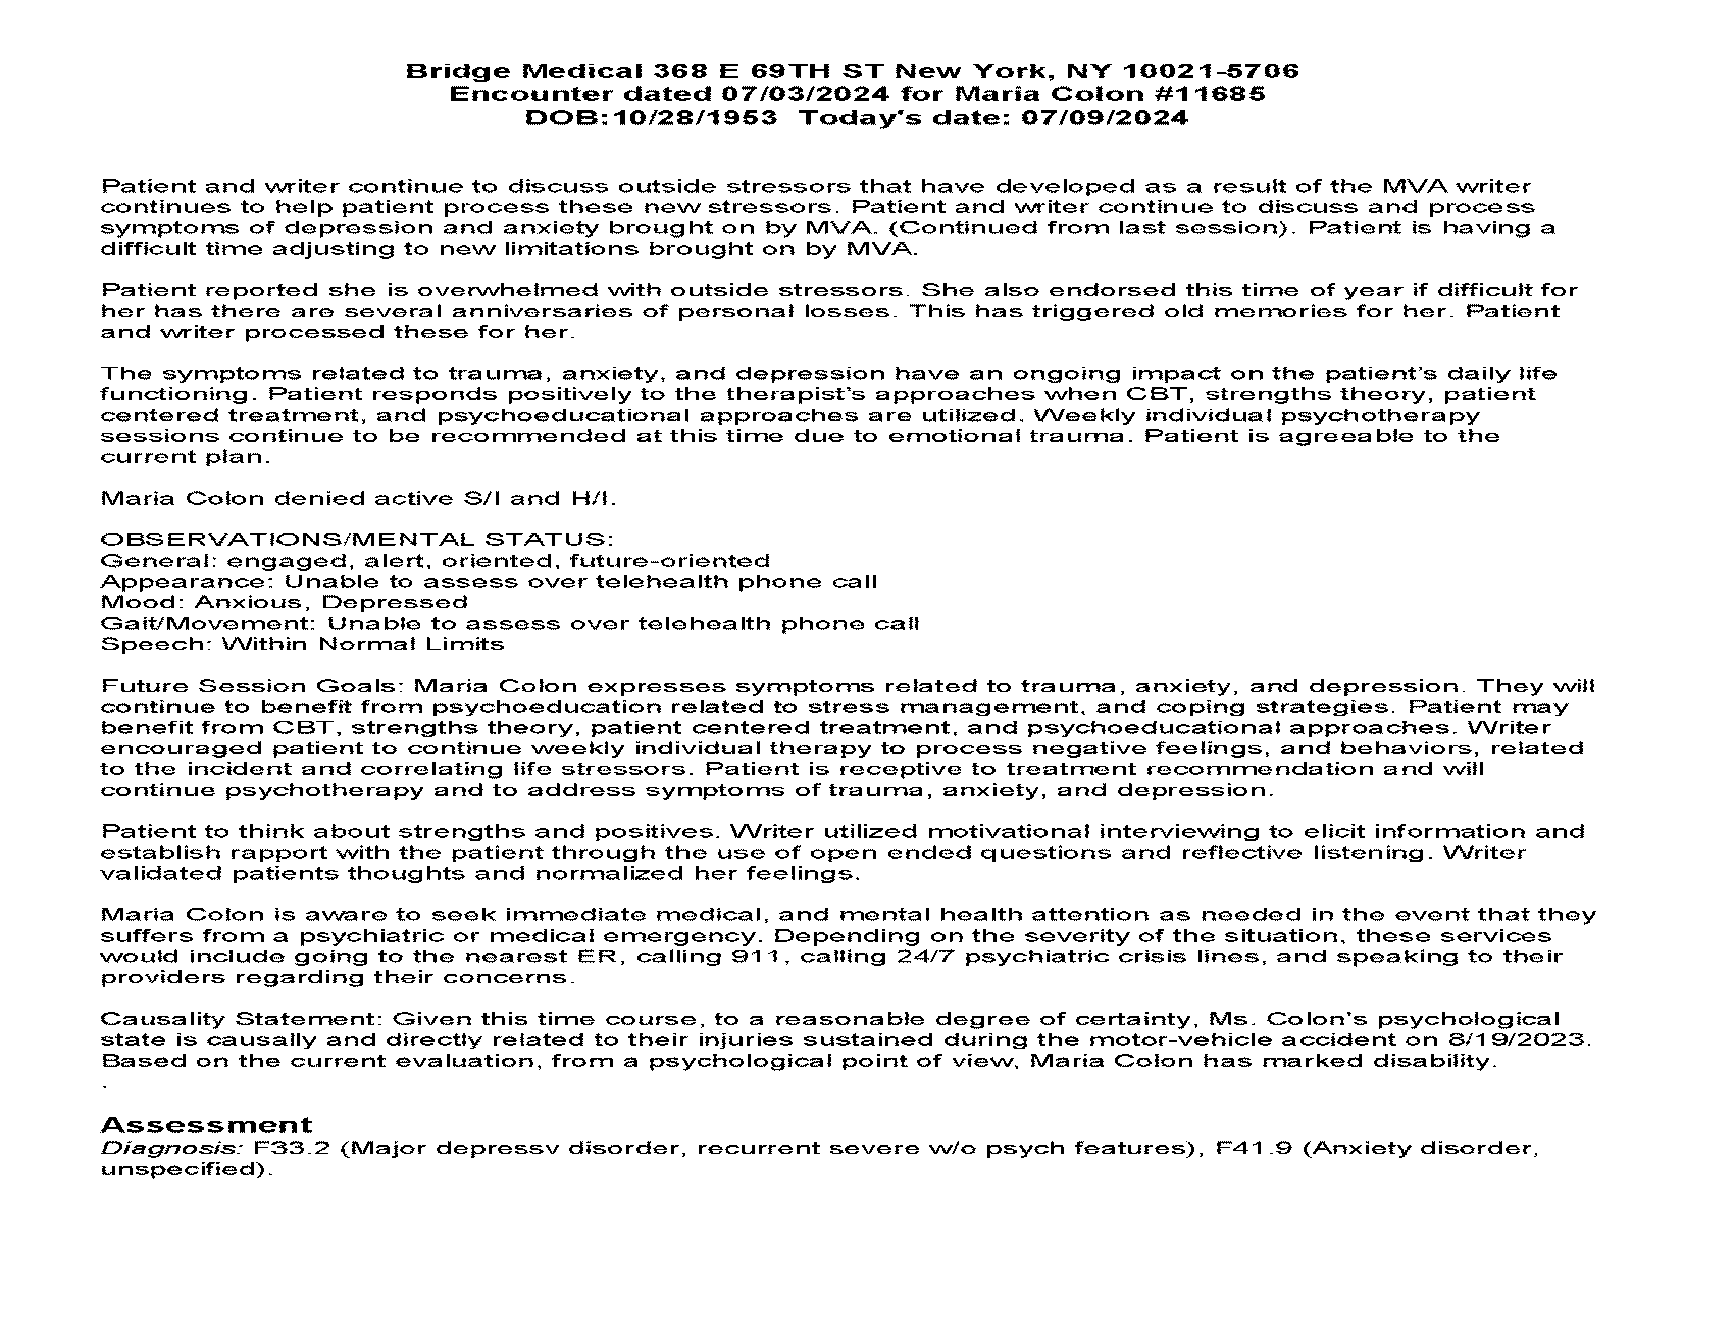 Bridge Medical 368 E 69TH ST New York, NY 10021-5706
Encounter dated 07/03/2024 for Maria Colon #11685
DOB:10/28/1953 Today's date: 07/09/2024
Patient and writer continue to discuss outside stressors that have developed as a result of the MVA writer
continues to help patient process these new stressors. Patient and writer continue to discuss and process
symptoms of depression and anxiety brought on by MVA. (Continued from last session). Patient is having a
difficult time adjusting to new limitations brought on by MVA.
Patient reported she is overwhelmed with outside stressors. She also endorsed this time of year if difficult for
her has there are several anniversaries of personal losses. This has triggered old memories for her. Patient
and writer processed these for her.
The symptoms related to trauma, anxiety, and depression have an ongoing impact on the patient's daily life
functioning. Patient responds positively to the therapist's approaches when CBT, strengths theory, patient
centered treatment, and psychoeducational approaches are utilized. Weekly individual psychotherapy
sessions continue to be recommended at this time due to emotional trauma. Patient is agreeable to the
current plan.
Maria Colon denied active S/I and H/I.
OBSERVATIONS/MENTAL STATUS:
General: engaged, alert, oriented, future-oriented
Appearance: Unable to assess over telehealth phone call
Mood: Anxious, Depressed
Gait/Movement: Unable to assess over telehealth phone call
Speech: Within Normal Limits
Future Session Goals: Maria Colon expresses symptoms related to trauma, anxiety, and depression. They will
continue to benefit from psychoeducation related to stress management, and coping strategies. Patient may
benefit from CBT, strengths theory, patient centered treatment, and psychoeducational approaches. Writer
encouraged patient to continue weekly individual therapy to process negative feelings, and behaviors, related
to the incident and correlating life stressors. Patient is receptive to treatment recommendation and will
continue psychotherapy and to address symptoms of trauma, anxiety, and depression.
Patient to think about strengths and positives. Writer utilized motivational interviewing to elicit information and
establish rapport with the patient through the use of open ended questions and reflective listening. Writer
validated patients thoughts and normalized her feelings.
Maria Colon is aware to seek immediate medical, and mental health attention as needed in the event that they
suffers from a psychiatric or medical emergency. Depending on the severity of the situation, these services
would include going to the nearest ER, calling 911, calling 24/7 psychiatric crisis lines, and speaking to their
providers regarding their concerns.
Causality Statement: Given this time course, to a reasonable degree of certainty, Ms. Colon's psychological
state is causally and directly related to their injuries sustained during the motor-vehicle accident on 8/19/2023.
Based on the current evaluation, from a psychological point of view, Maria Colon has marked disability.
.
Assessment
Diagnosis: F33.2 (Major depressv disorder, recurrent severe w/o psych features), F41.9 (Anxiety disorder,
unspecified).